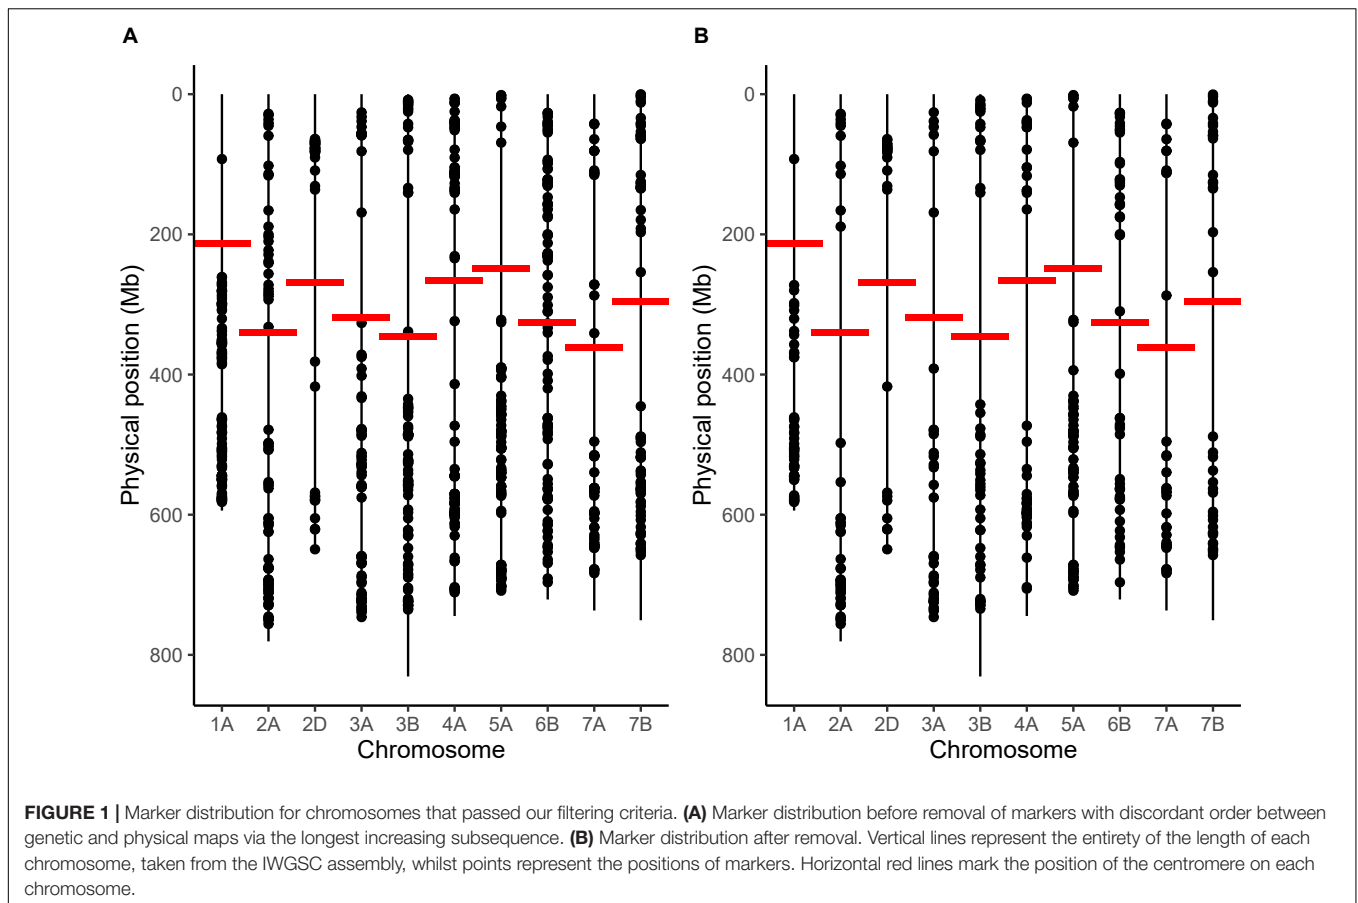 A
B
Physical position (Mb)
0
200
400
600
800
1A 2A 2D 3A 3B 4A 5A 6B 7A 7B
Chromosome
Physical position (Mb)
0
200
400
600
800
1A 2A 2D 3A 3B 4A 5A 6B 7A 7B
Chromosome
FIGURE 1 | Marker distribution for chromosomes that passed our filtering criteria. (A) Marker distribution before removal of markers with discordant order between
genetic and physical maps via the longest increasing subsequence. (B) Marker distribution after removal. Vertical lines represent the entirety of the length of each
chromosome, taken from the IWGSC assembly, whilst points represent the positions of markers. Horizontal red lines mark the position of the centromere on each
chromosome.